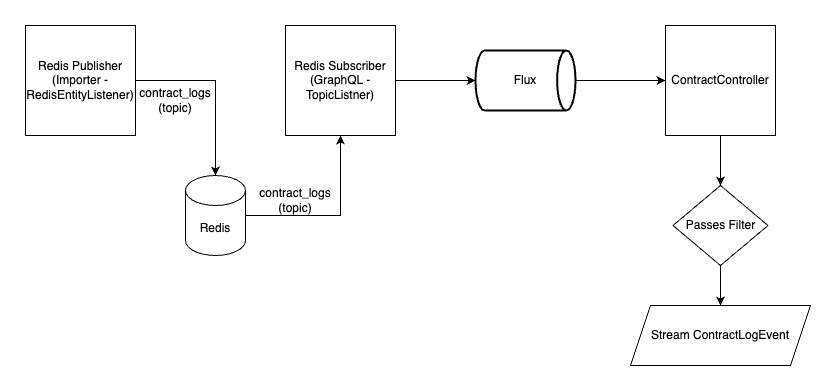 Redis Publisher
(Importer -
RedisEntityListener)
contract_logs
(topic)
Redis
contract_logs
(topic)
Redis Subscriber
(GraphQL -
TopicListner)
Flux
ContractController
Passes Filter
Stream ContractLogEvent